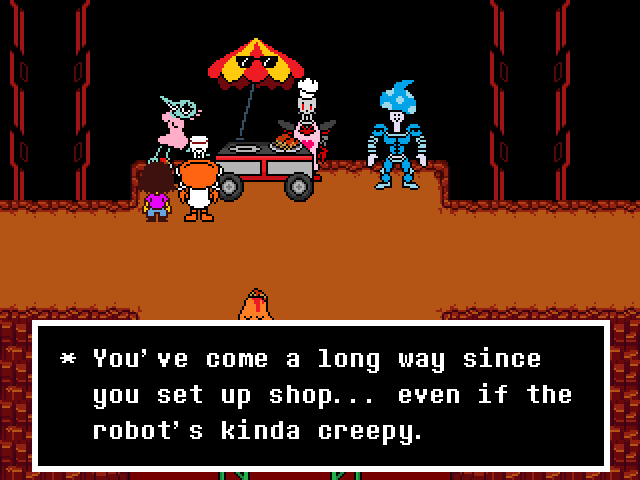 * You've come a long way since
you set up shop... even if the
robot's kinda creepy.